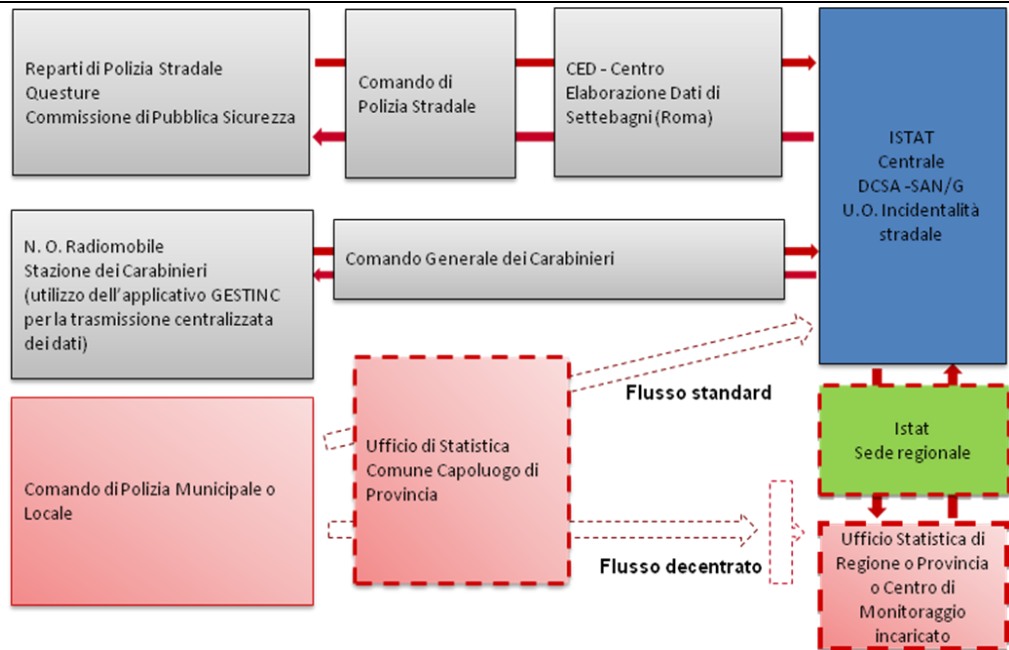 Reparti di Polizia Stradale
Questure
Commissione di Pubblica Sicurezza
Comando di
Polizia Stradale
CED - Centro
Elaborazione Dati di
Settebagni (Roma)
ISTAT
Centrale
DCSA -SAN/G
U.O. Incidentalità
stradale
N. O. Radiomobile
Stazione dei Carabinieri
(utilizzo dell'applicativo GESTINC
per la trasmissione centralizzata
dei dati)
Comando Generale dei Carabinieri
Flusso standard
Comando di Polizia Municipale o
Locale
Ufficio di Statistica
Comune Capoluogo di
Provincia
Flusso decentrato
Istat
Sede regionale
Ufficio Statistica di
Regione o Provincia
o Centro di
Monitoraggio
incaricato